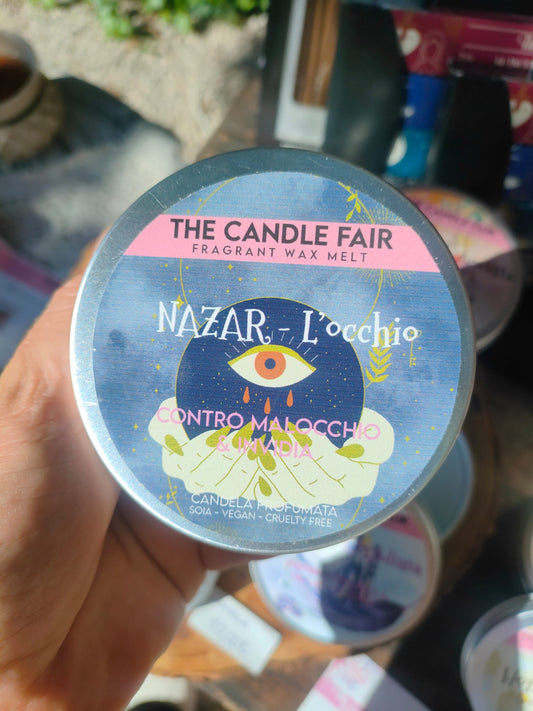 THE CANDLE FAIR
FRAGRANT WAX MELT
NAZAR - L'occhio
CONTRO MALOCCHIO
& INVIDIA
CANDELA PROFUMATA
SOIA - VEGAN - CRUELTY FREE